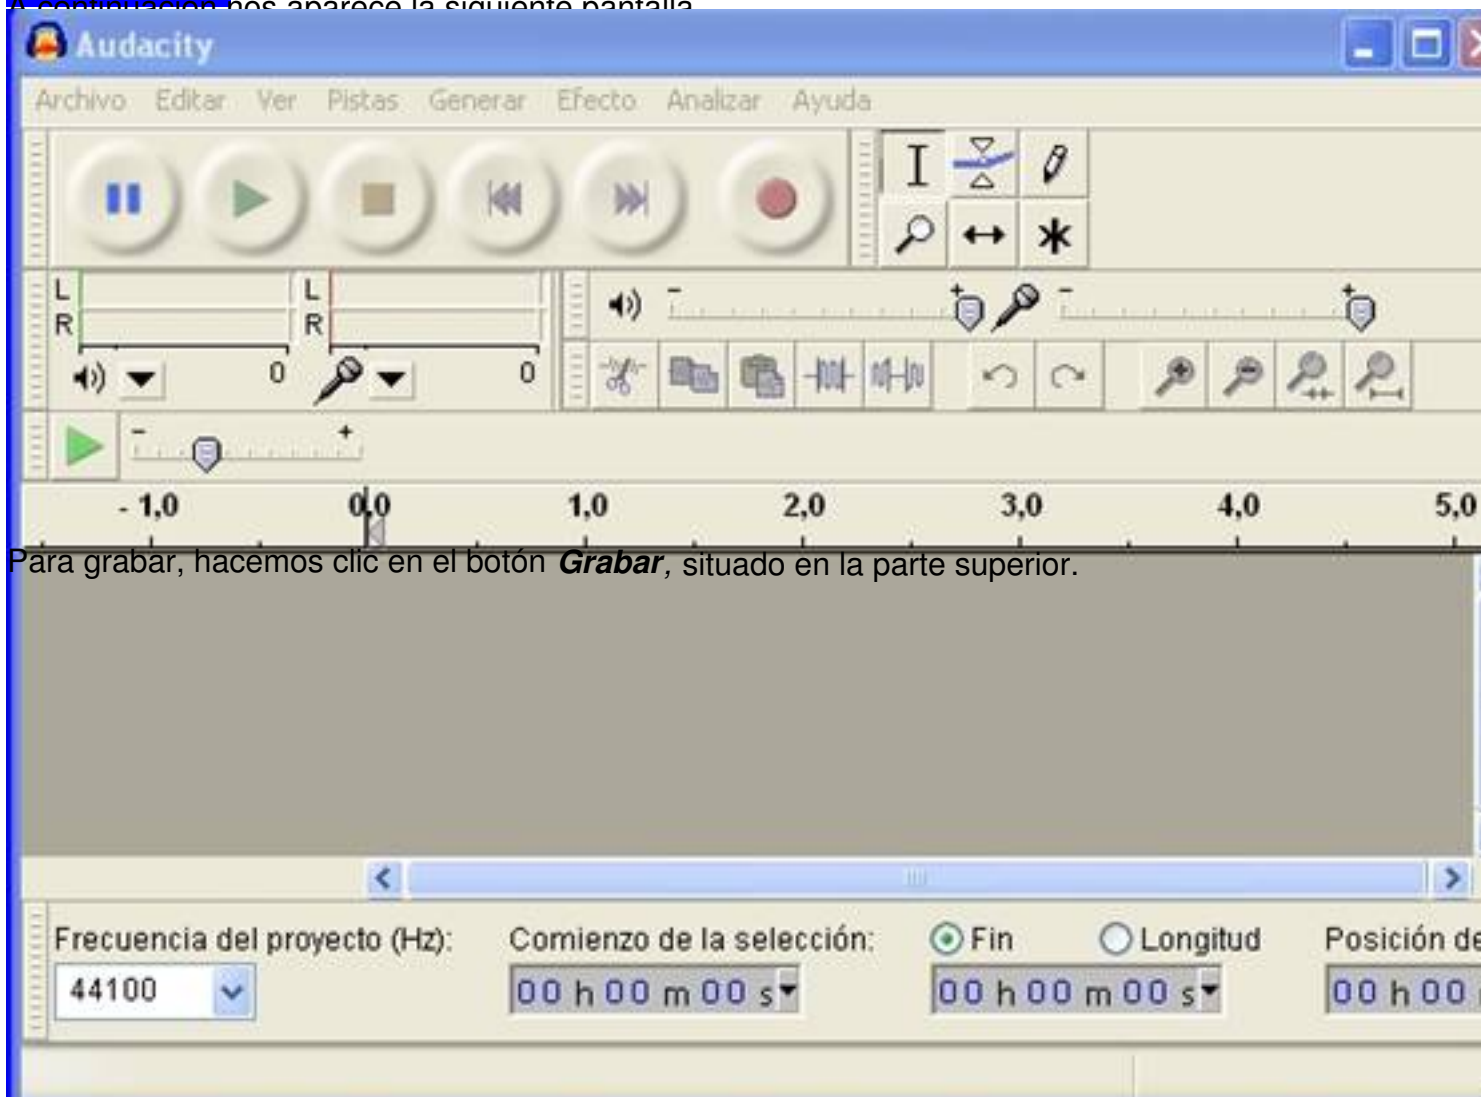 A continuación nos aparece la siguiente pantalla
Audacity
Archivo Editar Ver Pistas Generar Efecto Analizar Ayuda
L L
R R
- + - +
0 0
- +
- 1,0 0,0 1,0 2,0 3,0 4,0 5,0
Para grabar, hacemos clic en el botón Grabar, situado en la parte superior.
Frecuencia del proyecto (Hz): Comienzo de la selección: Fin Longitud Posición de
44100 00 h 00 m 00 s 00 h 00 m 00 s 00 h 00